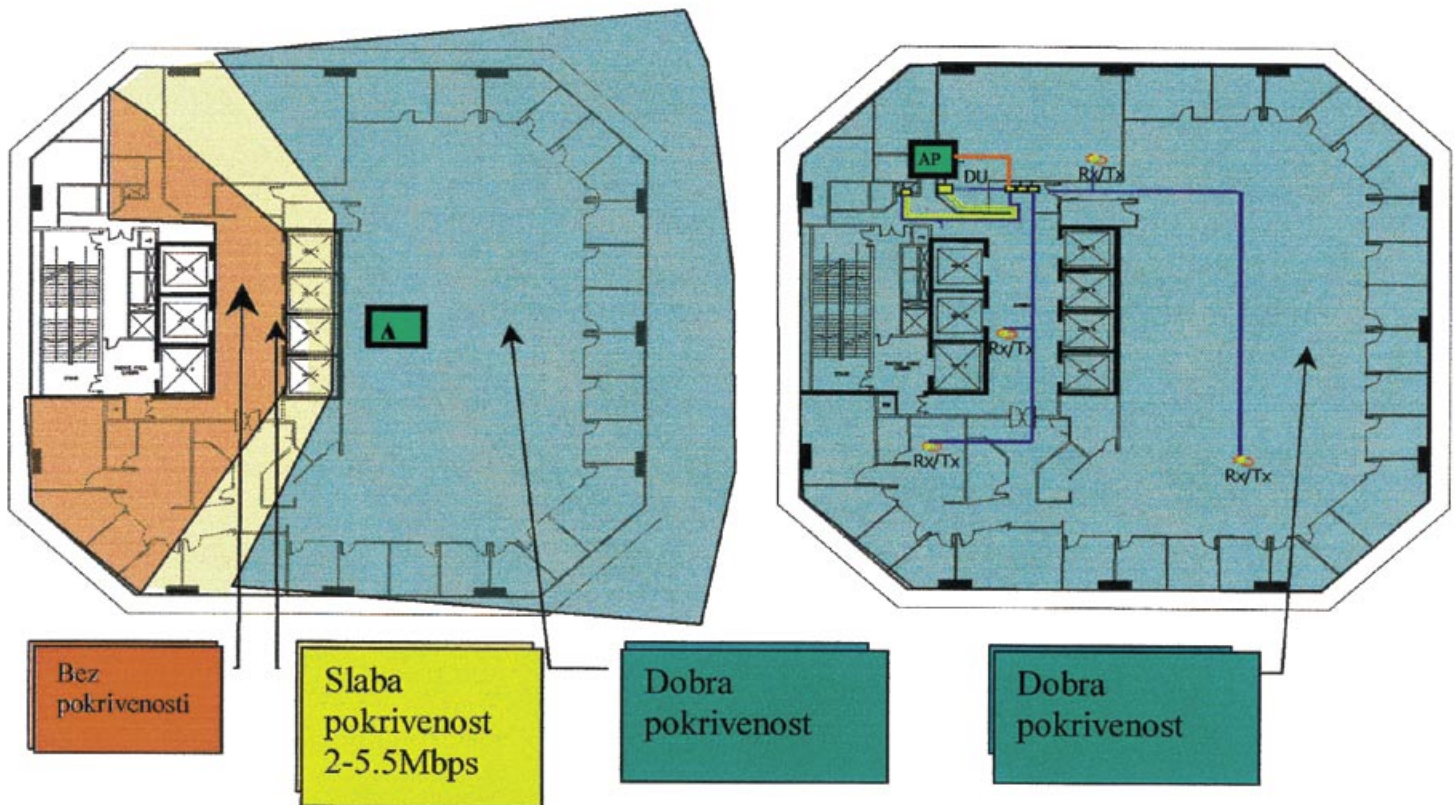 A
AP
DU
Rx/Tx
Rx/Tx
Rx/Tx
Rx/Tx
Bez
pokrivenosti
Slaba
pokrivenost
2-5.5Mbps
Dobra
pokrivenost
Dobra
pokrivenost